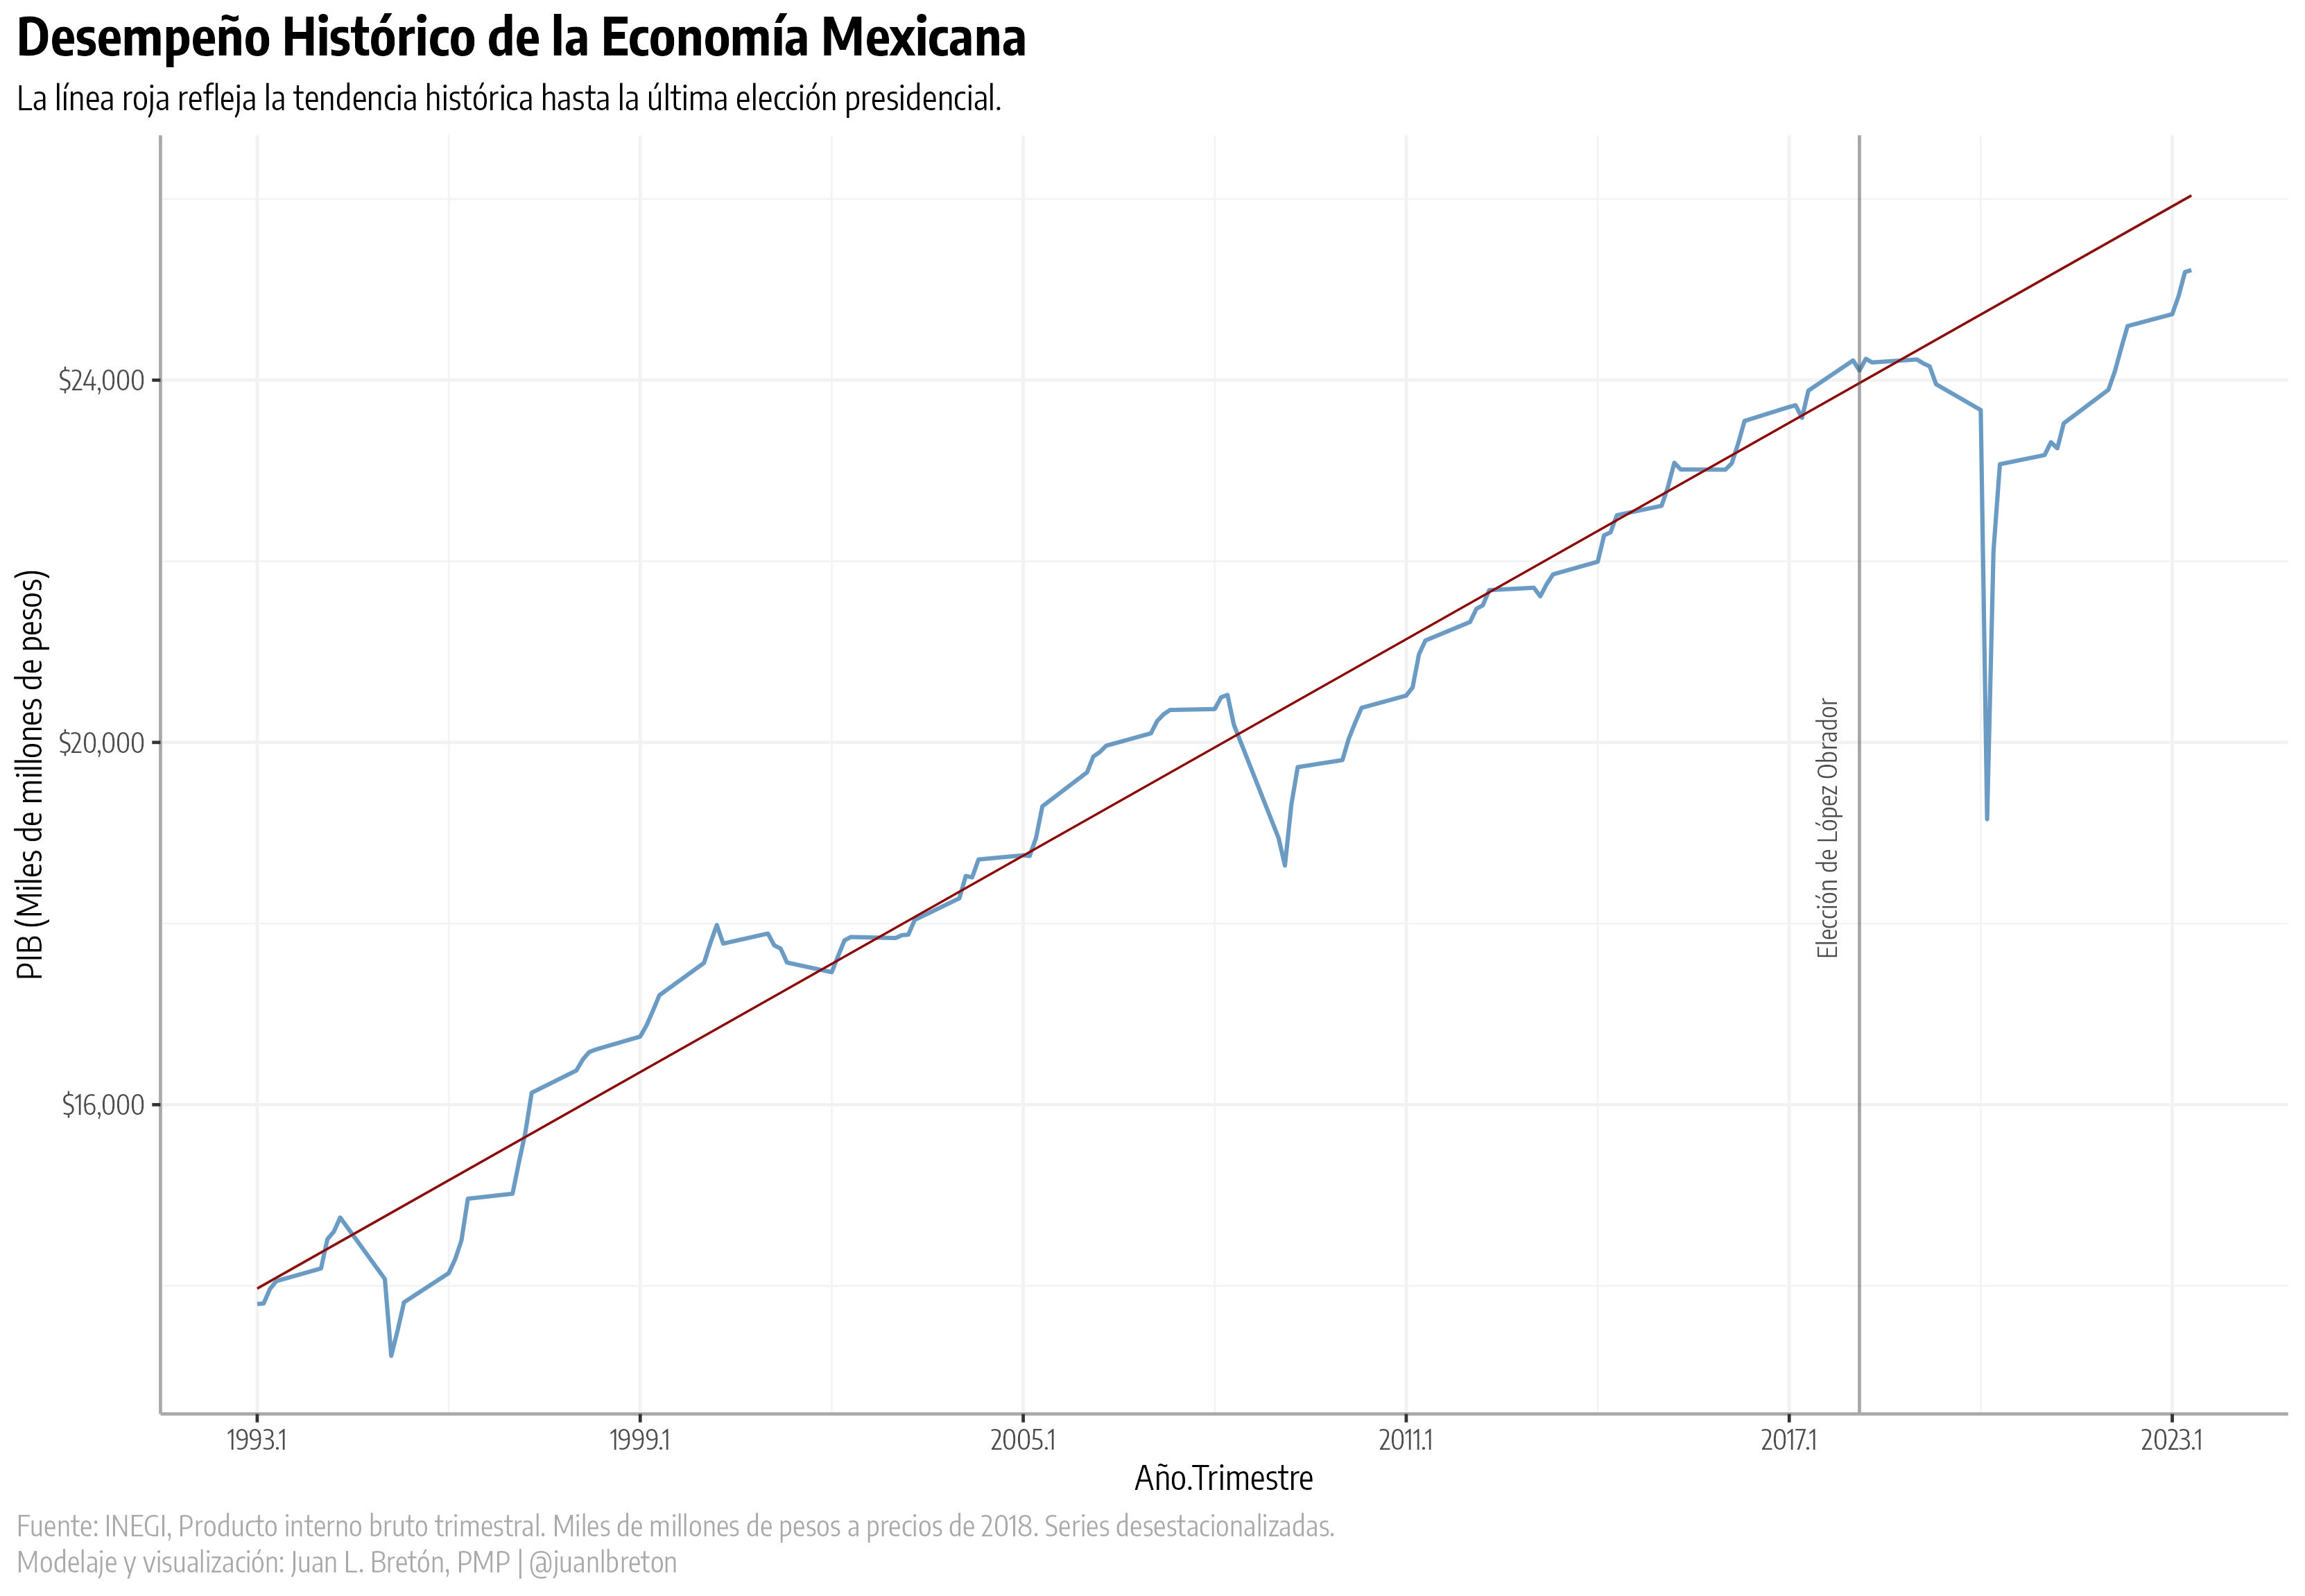 Desempeño Histórico de la Economía Mexicana
La línea roja refleja la tendencia histórica hasta la última elección presidencial.
PIB (Miles de millones de pesos)
$24,000
$20,000
$16,000
Elección de López Obrador
1993.1
1999.1
2005.1
2011.1
2017.1
2023.1
Año.Trimestre
Fuente: INEGI, Producto interno bruto trimestral. Miles de millones de pesos a precios de 2018. Series desestacionalizadas.
Modelaje y visualización: Juan L. Bretón, PMP | @juanlbreton